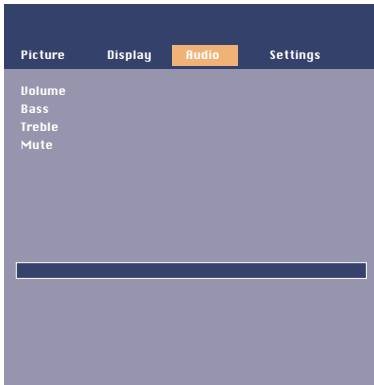 Picture Display Audio Settings
Volume
Bass
Treble
Mute